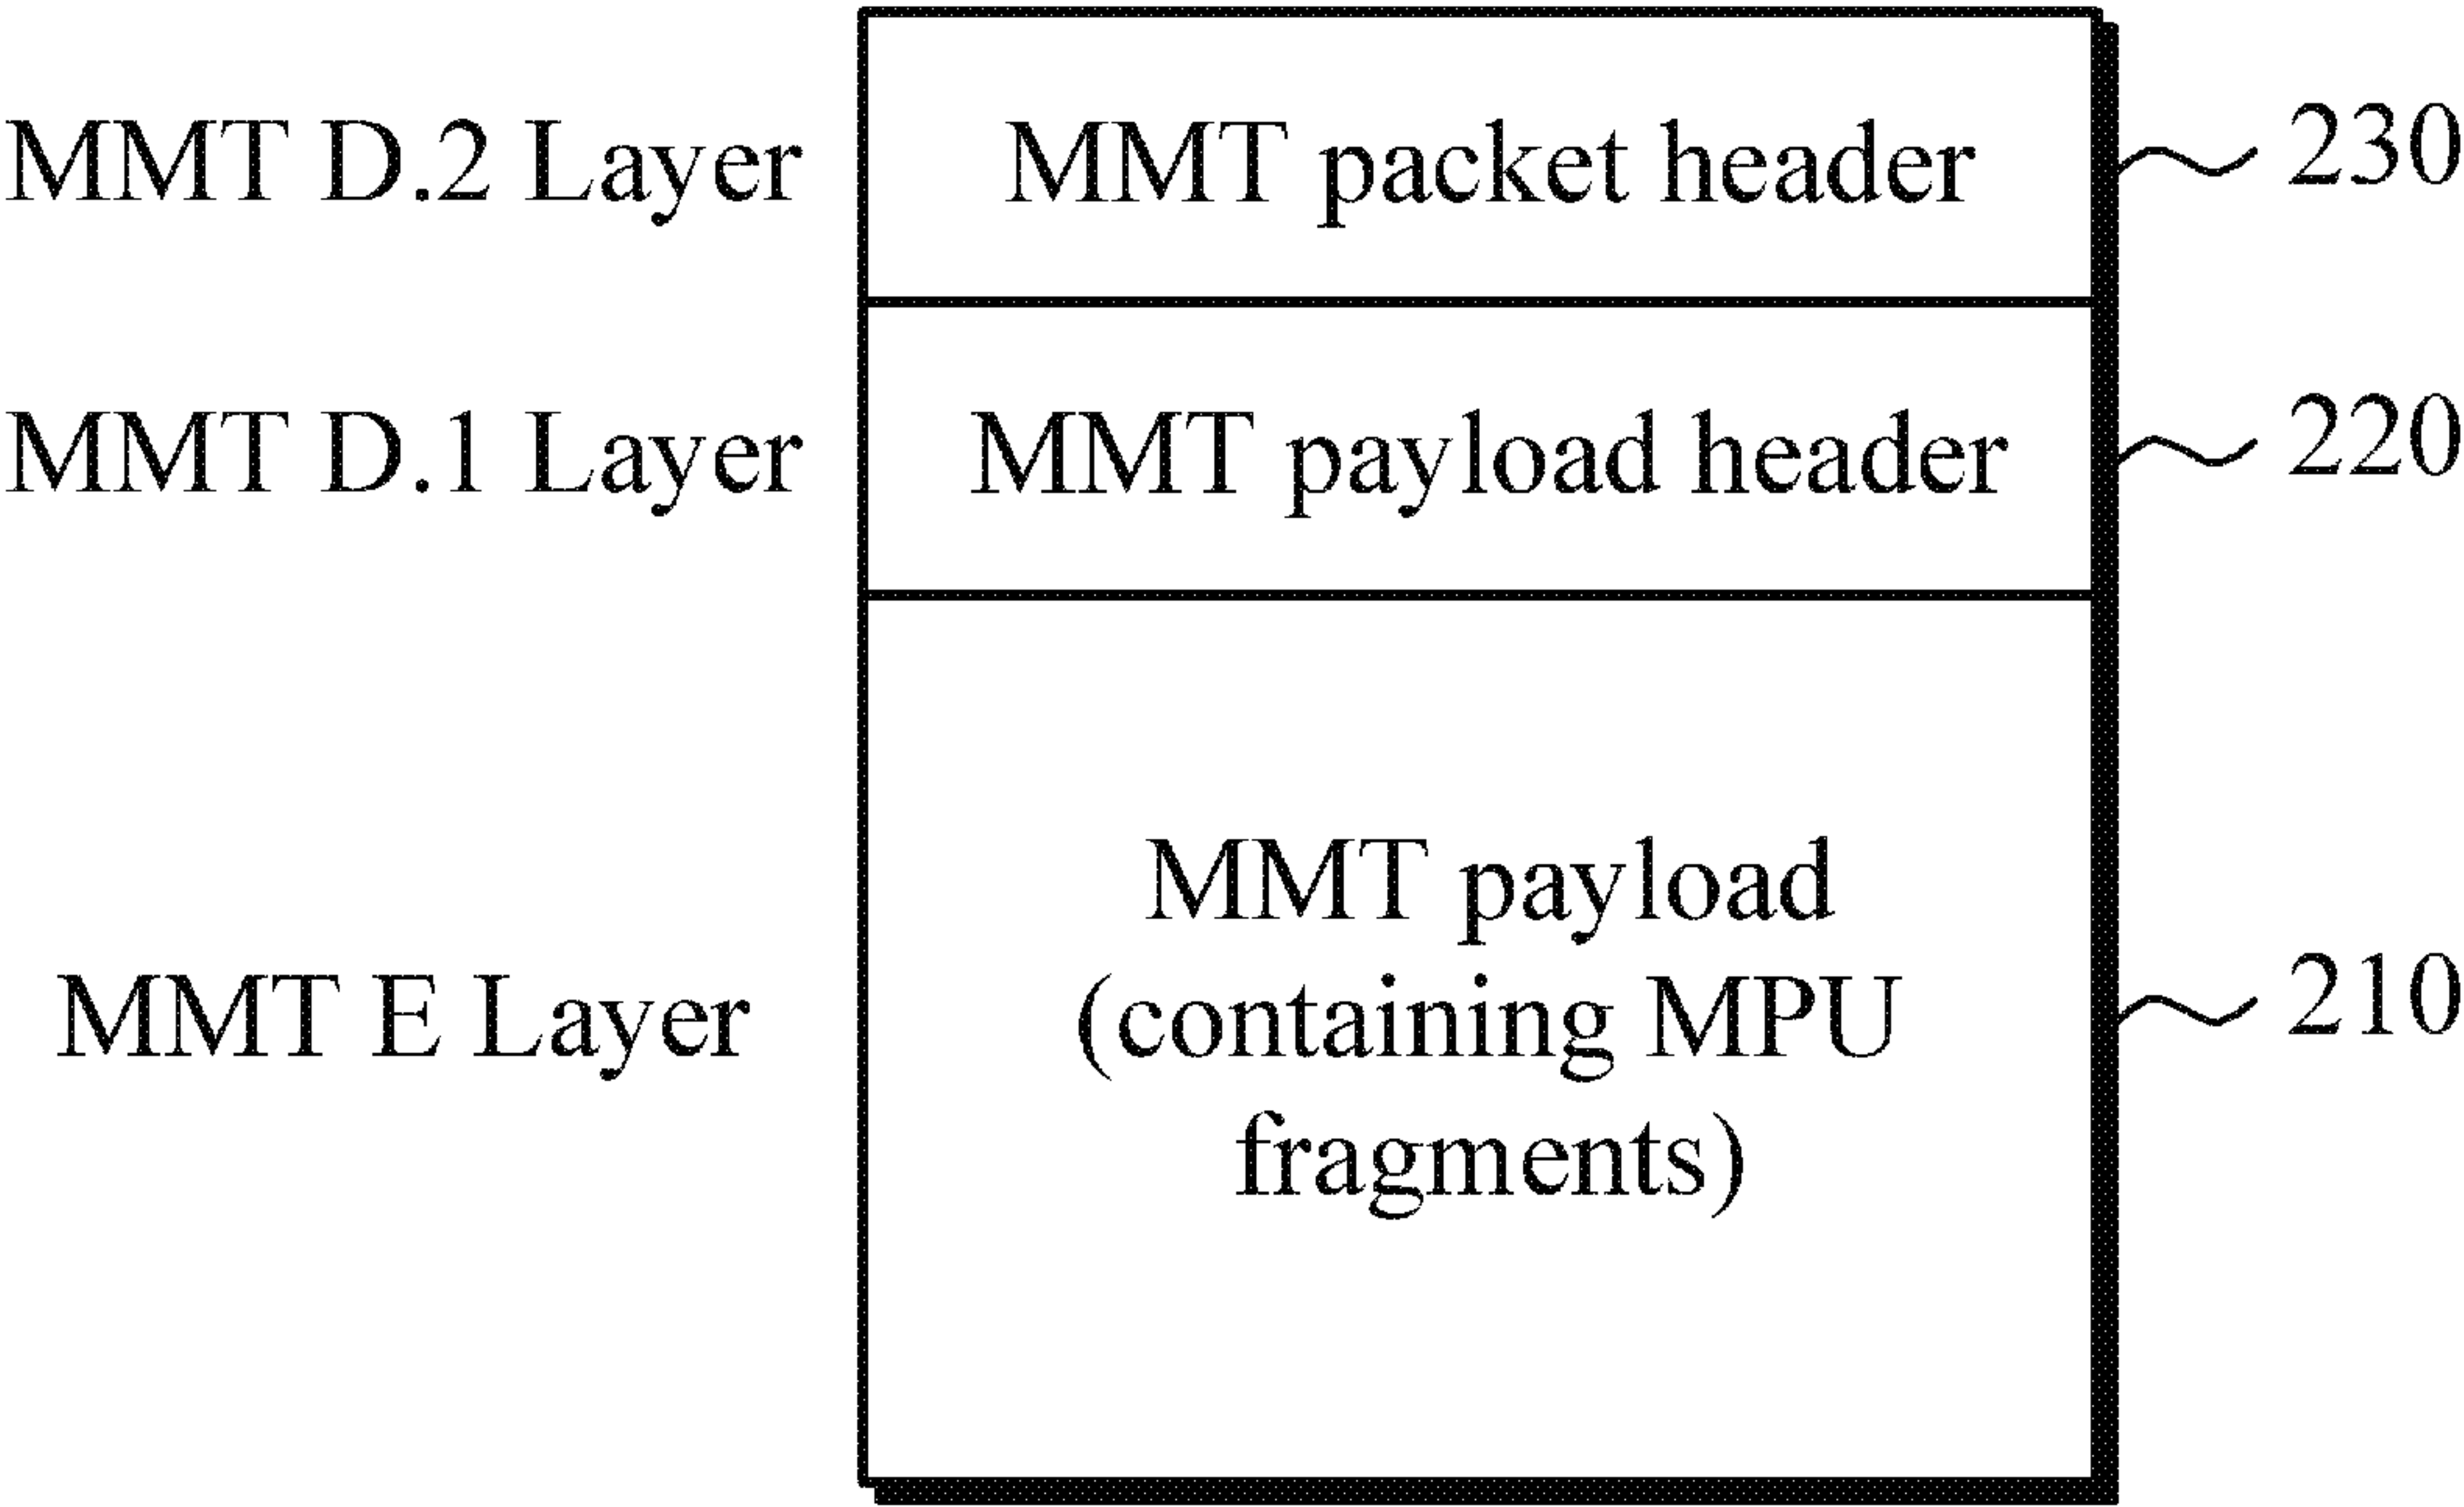 MMT D.2 Layer
MMT packet header
230
MMT D.1 Layer
MMT payload header
220
MMT E Layer
MMT payload
(containing MPU
fragments)
210